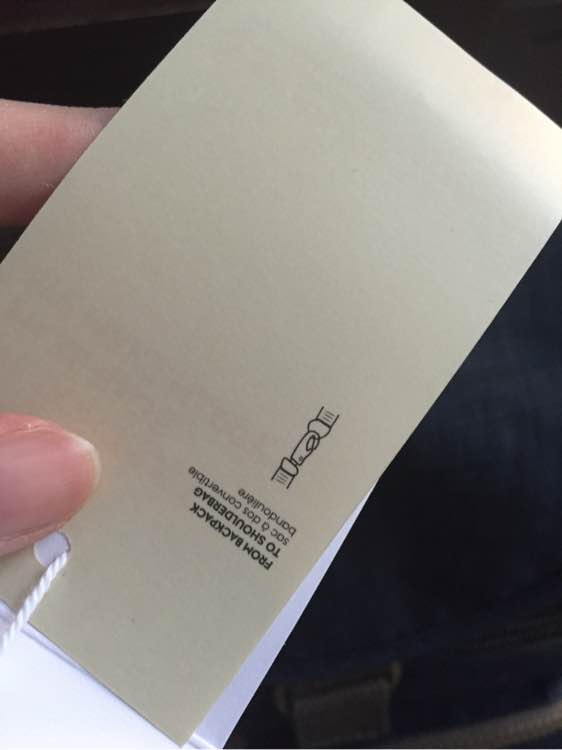 FROM BACKPACK
TO SHOULDERBAG
sac à dos convertible
bandoulière